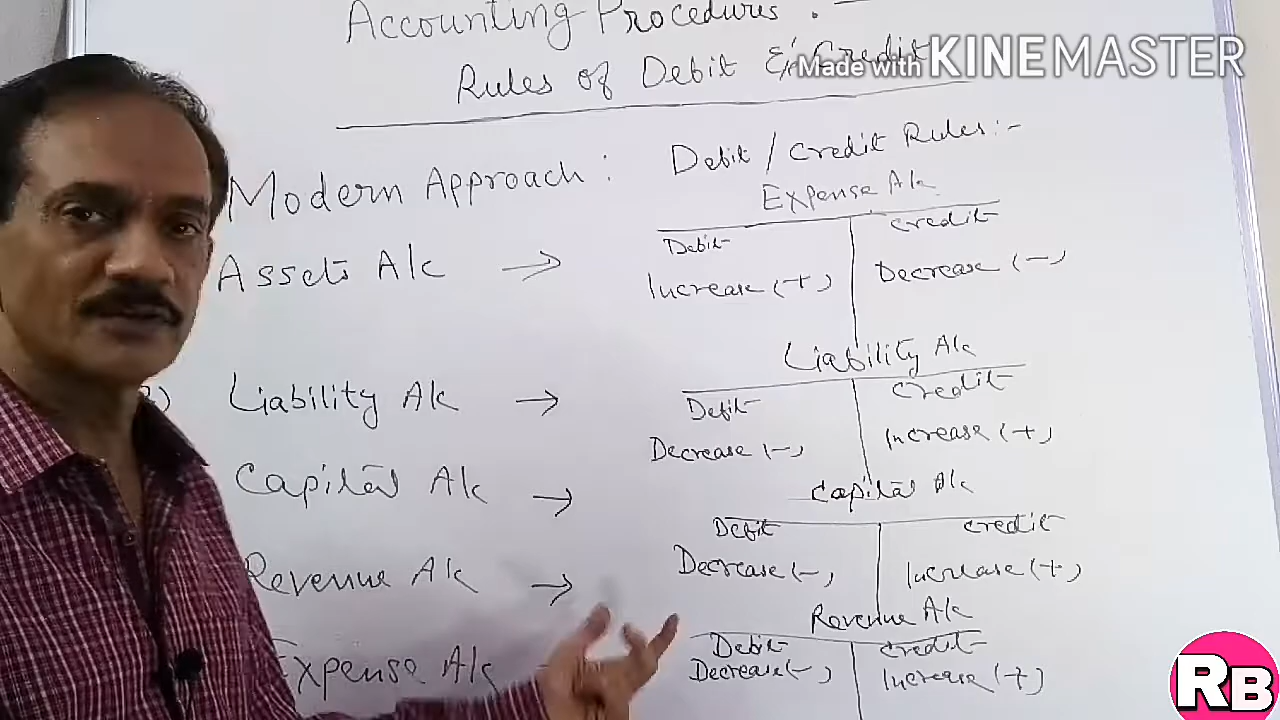 Accounting Procedures :-
Rules of Debit & Credit
Made with KINEMASTER
Modern Approach : Debit / Credit Rules :-
Expense A/c
Debit Credit
Assets A/c → Increase (+) Decrease (-)
Liability A/c
Debit Credit
Liability A/c → Decrease (-) Increase (+)
Capital A/c
Capital A/c → Debit Credit
Decrease (-) Increase (+)
Revenue A/c → Revenue A/c
Debit Credit
Expense A/c Decrease (-) Increase (+)
RB